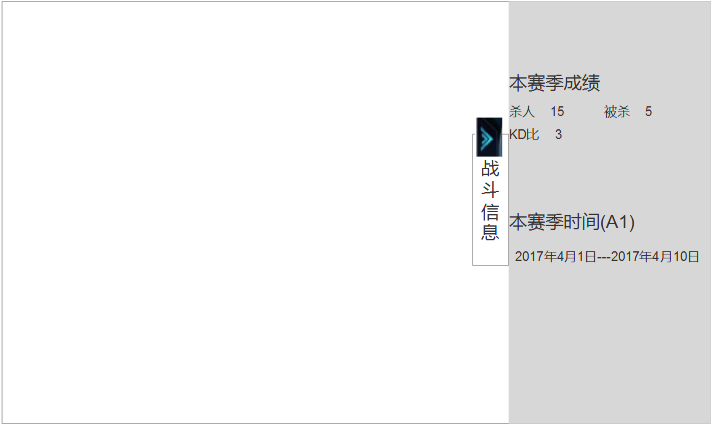 本赛季成绩
杀人 15 被杀 5
KD比 3
战
斗
信
息
本赛季时间(A1)
2017年4月1日---2017年4月10日